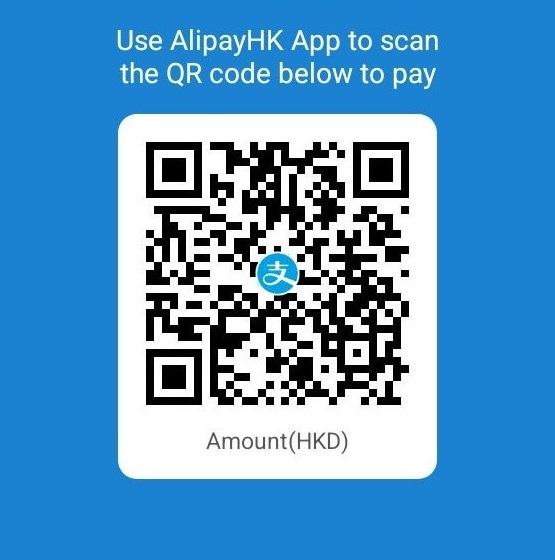 Use AlipayHK App to scan
the QR code below to pay
支
Amount(HKD)